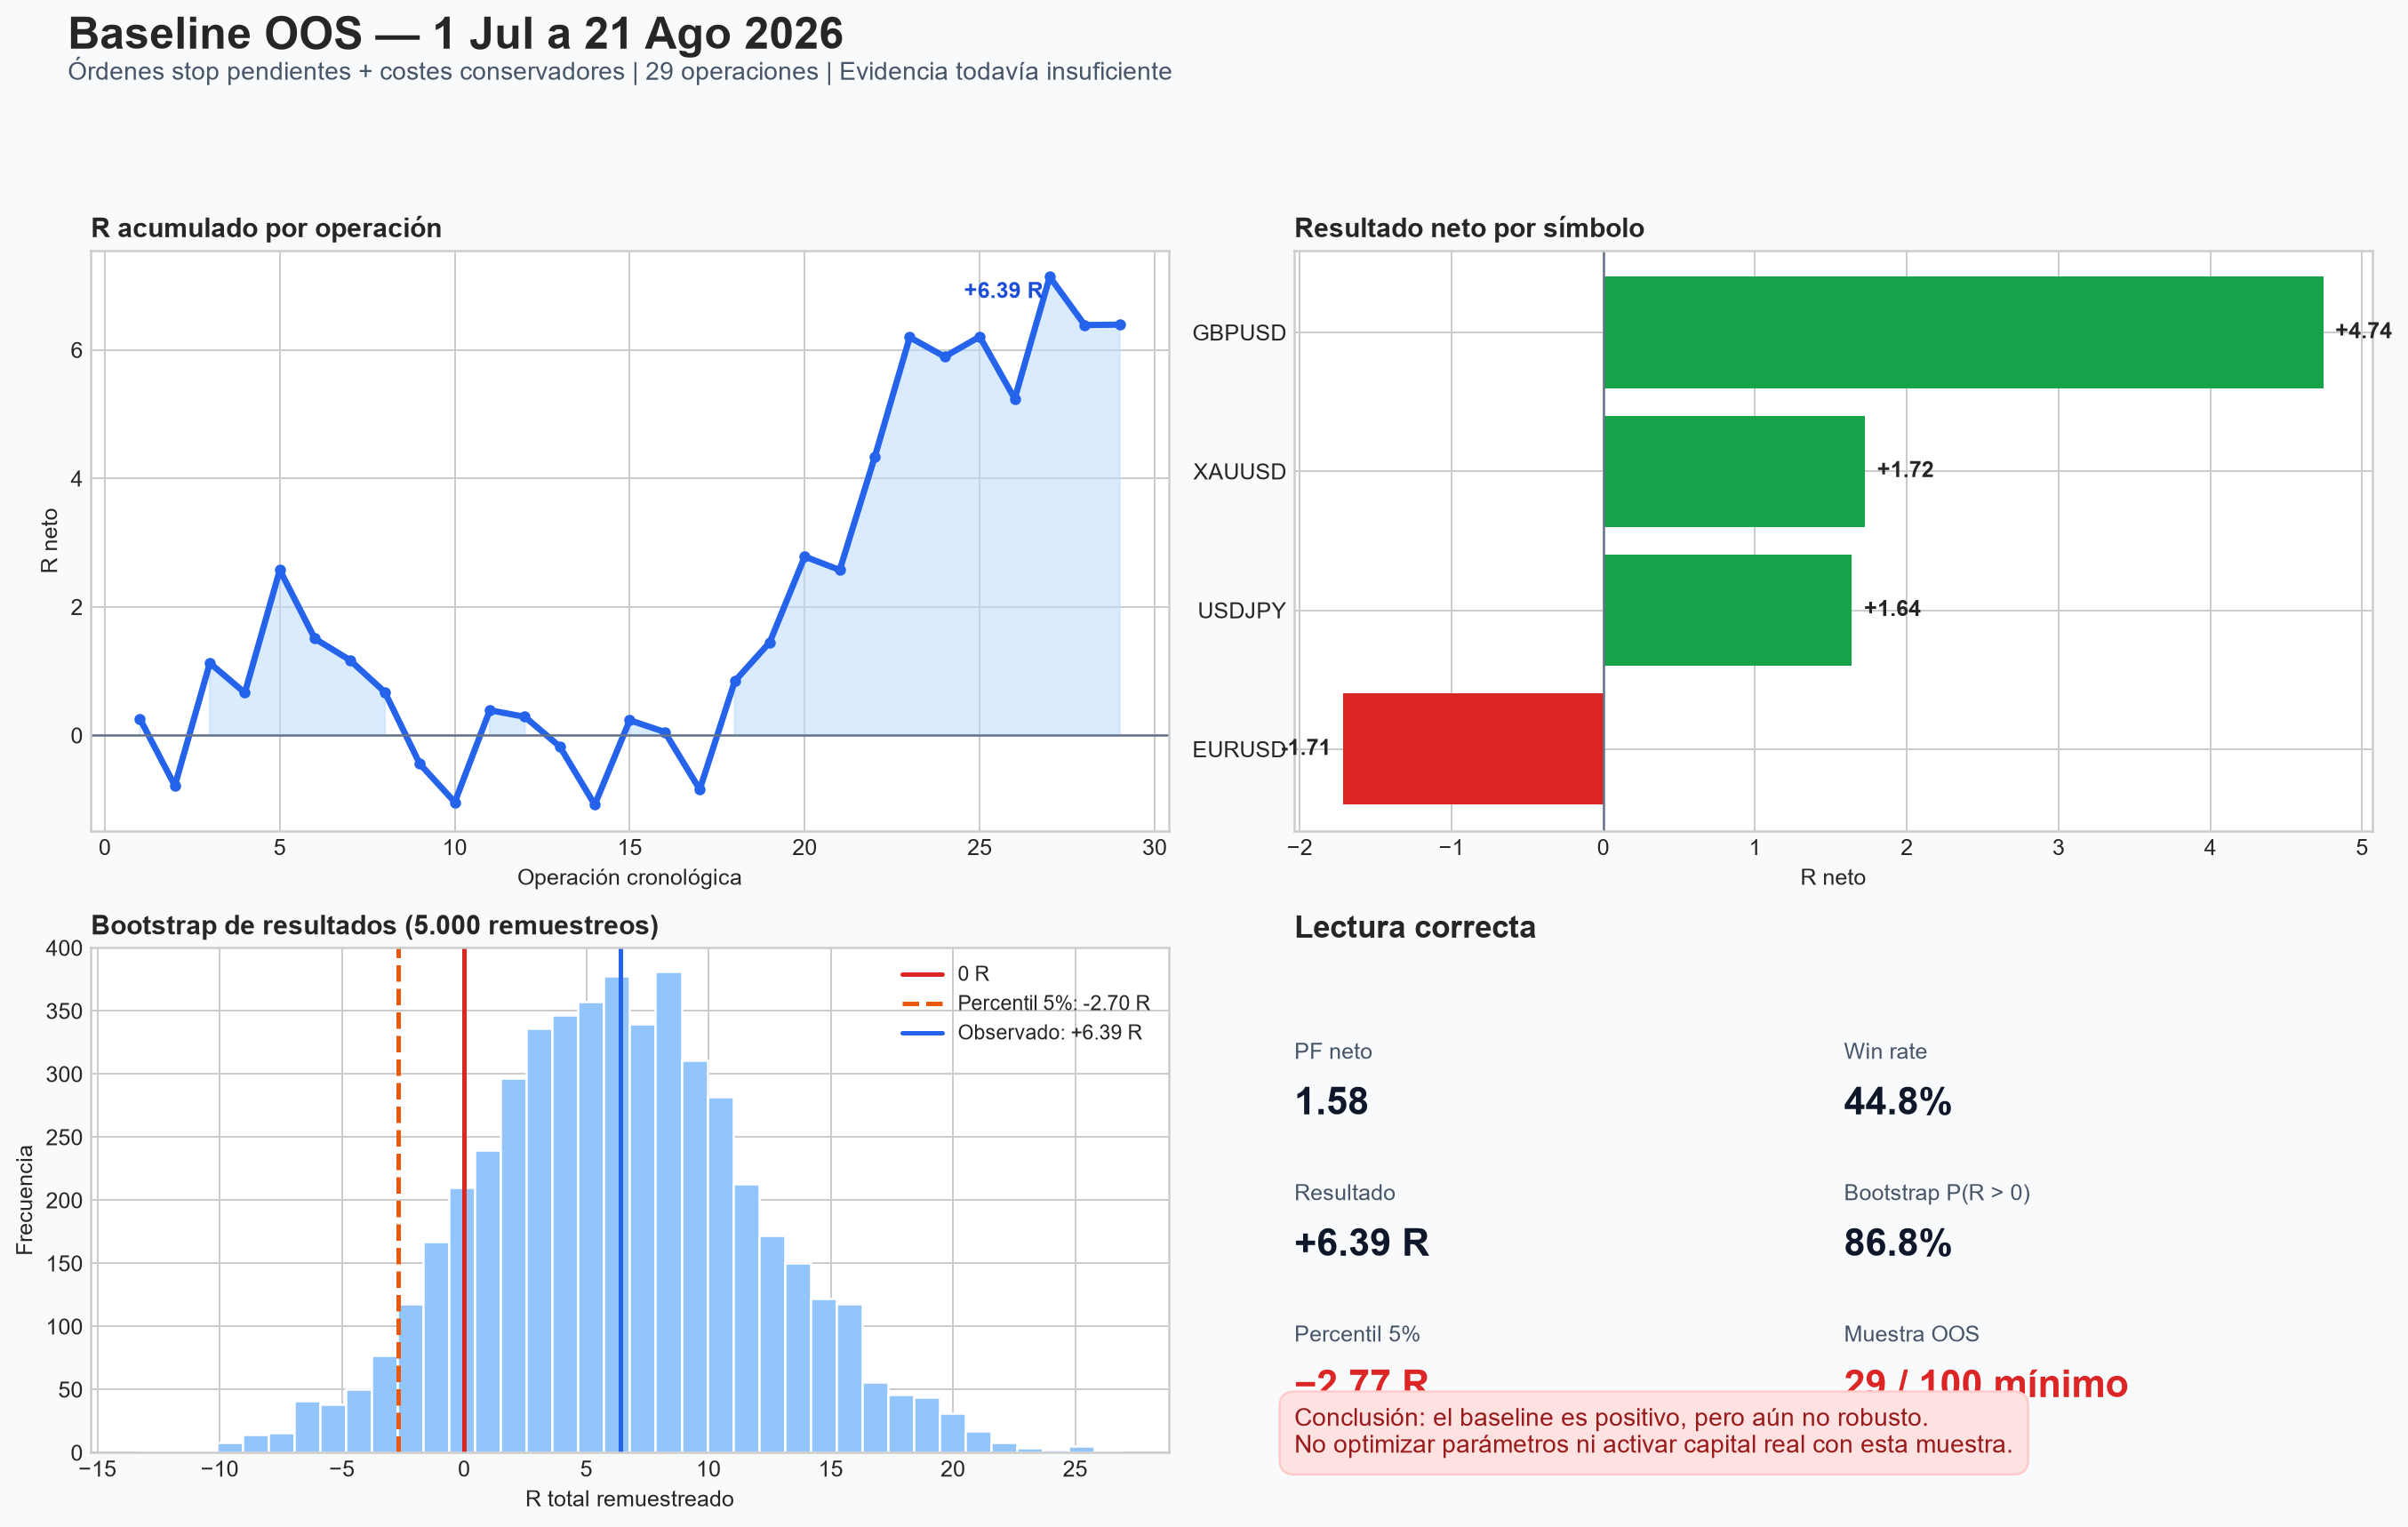 Baseline OOS — 1 Jul a 21 Ago 2026
Órdenes stop pendientes + costes conservadores | 29 operaciones | Evidencia todavía insuficiente
R acumulado por operación
+6.39 R
R neto
6
4
2
0
0 5 10 15 20 25 30
Operación cronológica
Resultado neto por símbolo
GBPUSD +4.74
XAUUSD +1.72
USDJPY +1.64
EURUSD -1.71
−2 −1 0 1 2 3 4 5
R neto
Bootstrap de resultados (5.000 remuestreos)
0 R
Percentil 5%: -2.70 R
Observado: +6.39 R
Frecuencia
400
350
300
250
200
150
100
50
0
−15 −10 −5 0 5 10 15 20 25
R total remuestreado
Lectura correcta
PF neto
1.58
Win rate
44.8%
Resultado
+6.39 R
Bootstrap P(R > 0)
86.8%
Percentil 5%
−2.77 R
Muestra OOS
29 / 100 mínimo
Conclusión: el baseline es positivo, pero aún no robusto.
No optimizar parámetros ni activar capital real con esta muestra.